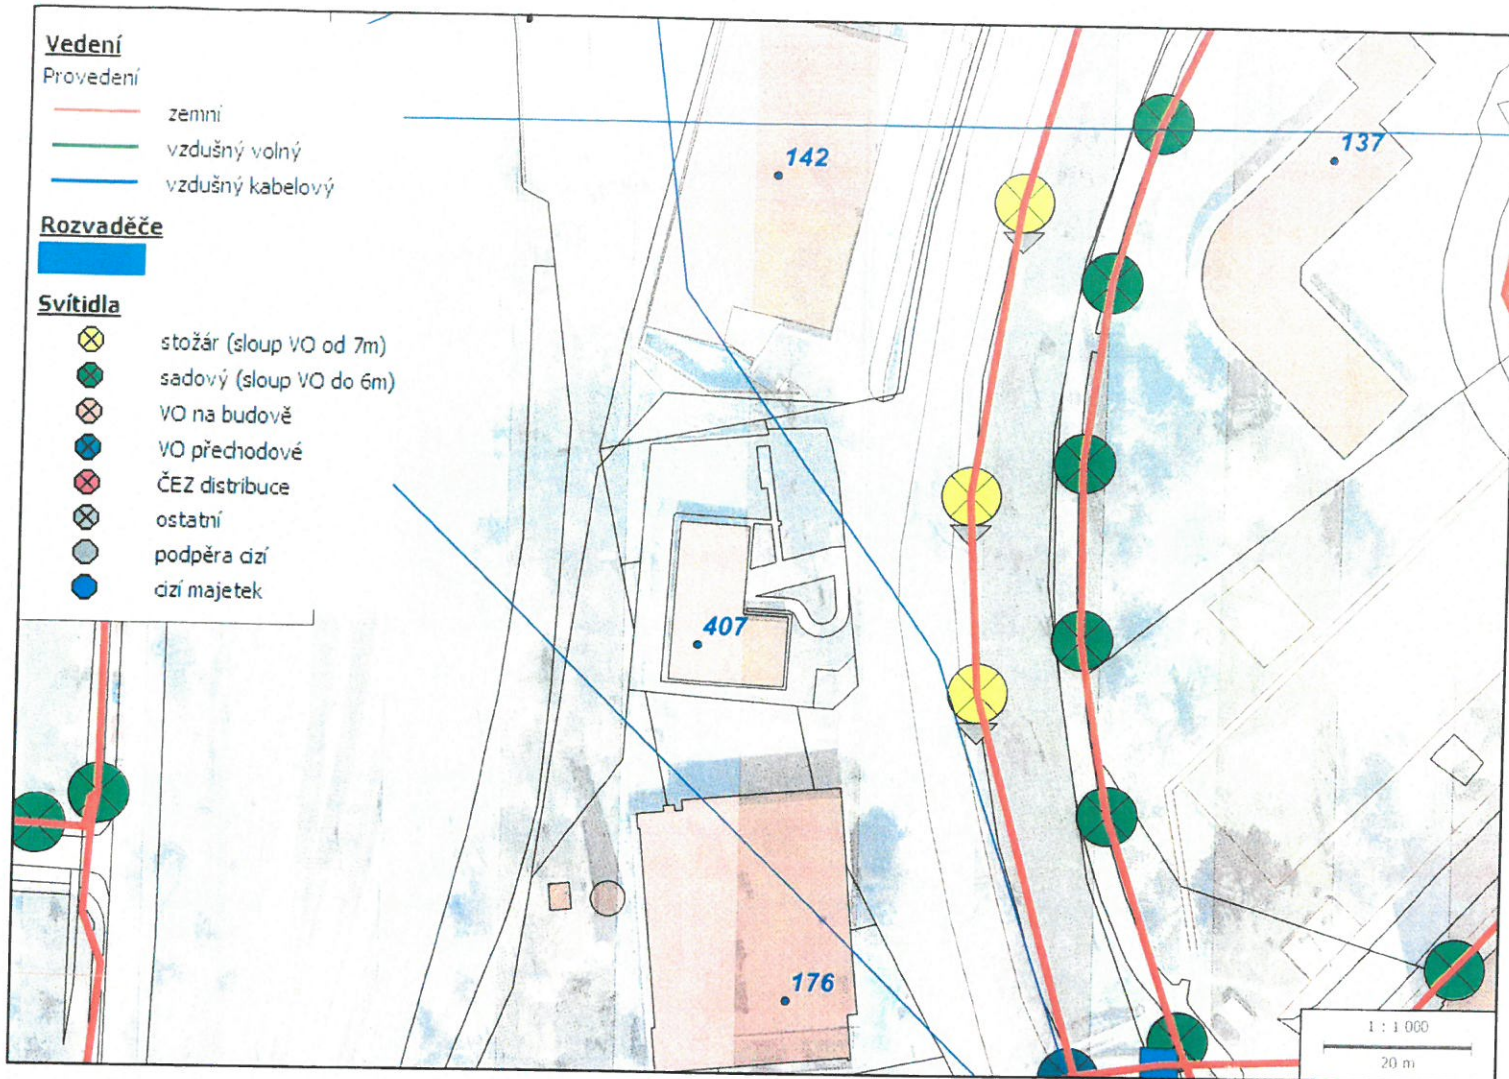 Vedení
Provedení
zemní
vzdušný volný
vzdušný kabelový
Rozvaděče
Svítidla
stožár (sloup VO od 7m)
sadový (sloup VO do 6m)
VO na budově
VO přechodové
ČEZ distribuce
ostatní
podpěra cizí
cizí majetek
142
137
407
176
1 : 1 000
20 m